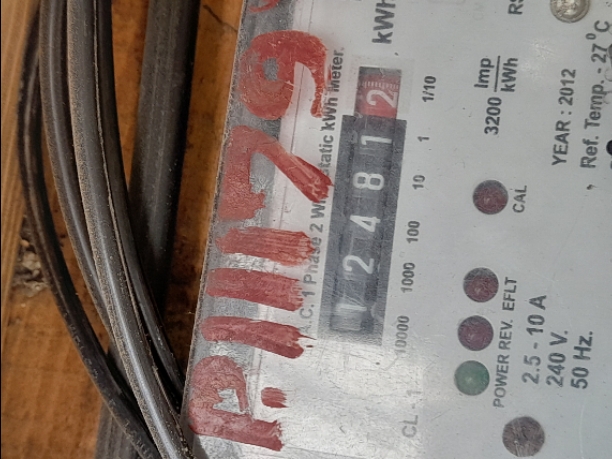 P.11179
A.C. 1 Phase 2 Static kWh Meter.
1 2 4 8 1 2 kWh
10000 1000 100 10 1 1/10
CL - 1
3200 Imp/kWh
POWER REV. EFLT CAL
2.5 - 10 A
240 V.
50 Hz.
YEAR : 2012
Ref. Temp. - 27 °C